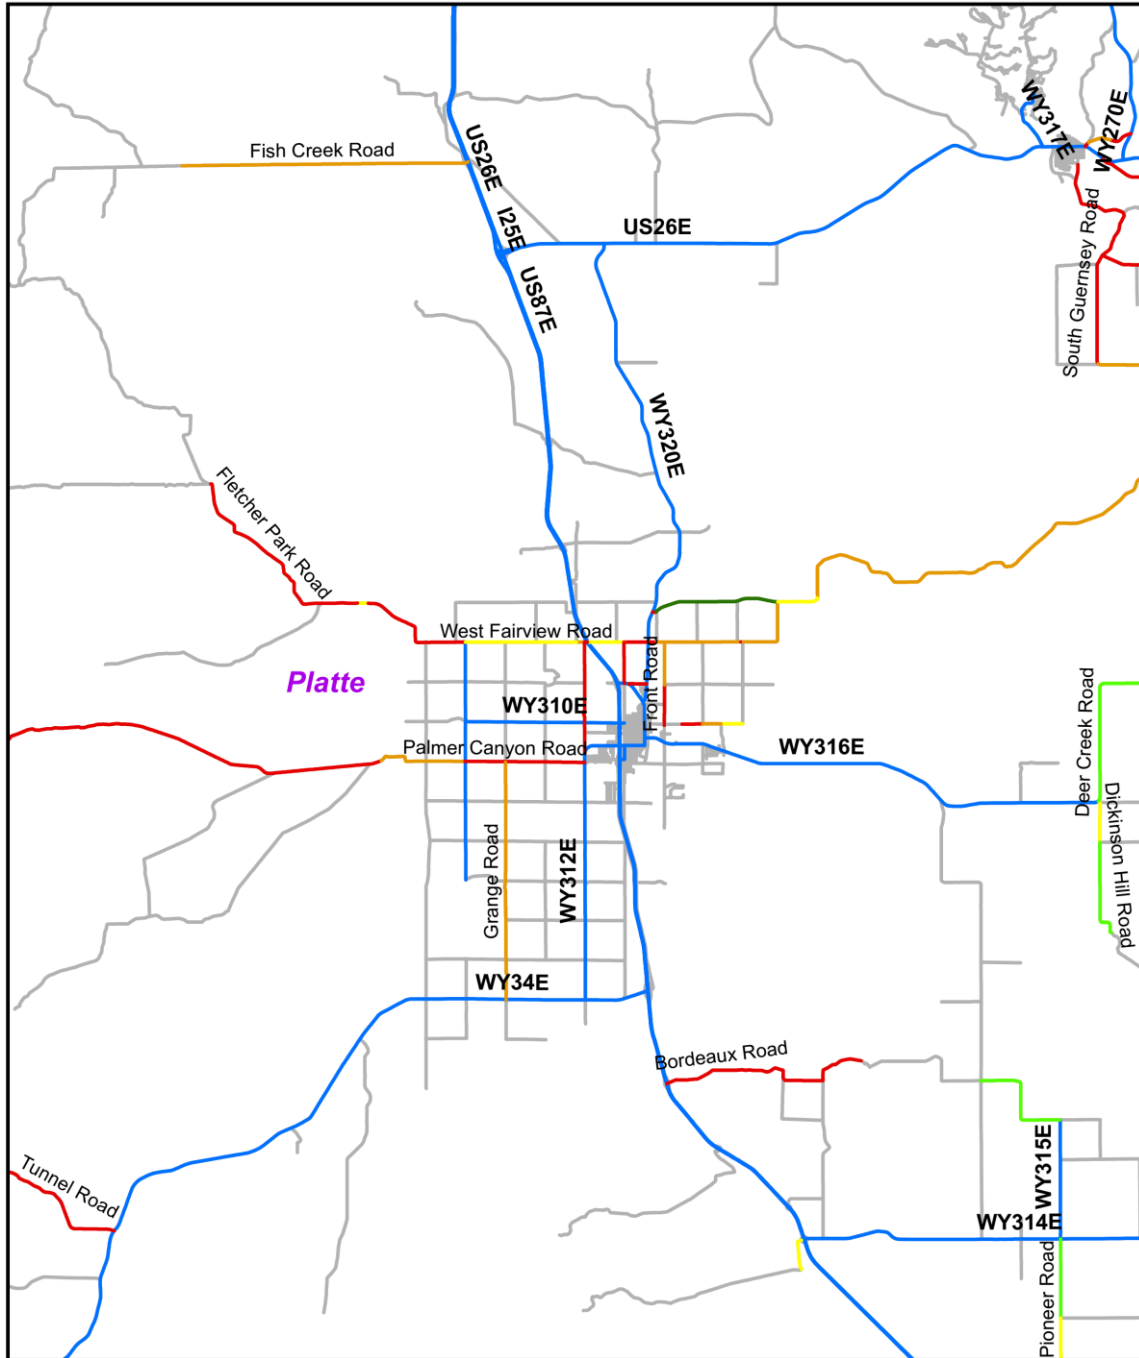 WY317E
WY270E
US26E
Fish Creek Road
I25E
US26E
South Guernsey Road
US87E
WY320E
Fletcher Park Road
West Fairview Road
Platte
Front Road
WY310E
Palmer Canyon Road
WY316E
Deer Creek Road
Dickinson Hill Road
Grange Road
WY312E
WY34E
Bordeaux Road
WY315E
Tunnel Road
WY314E
Pioneer Road